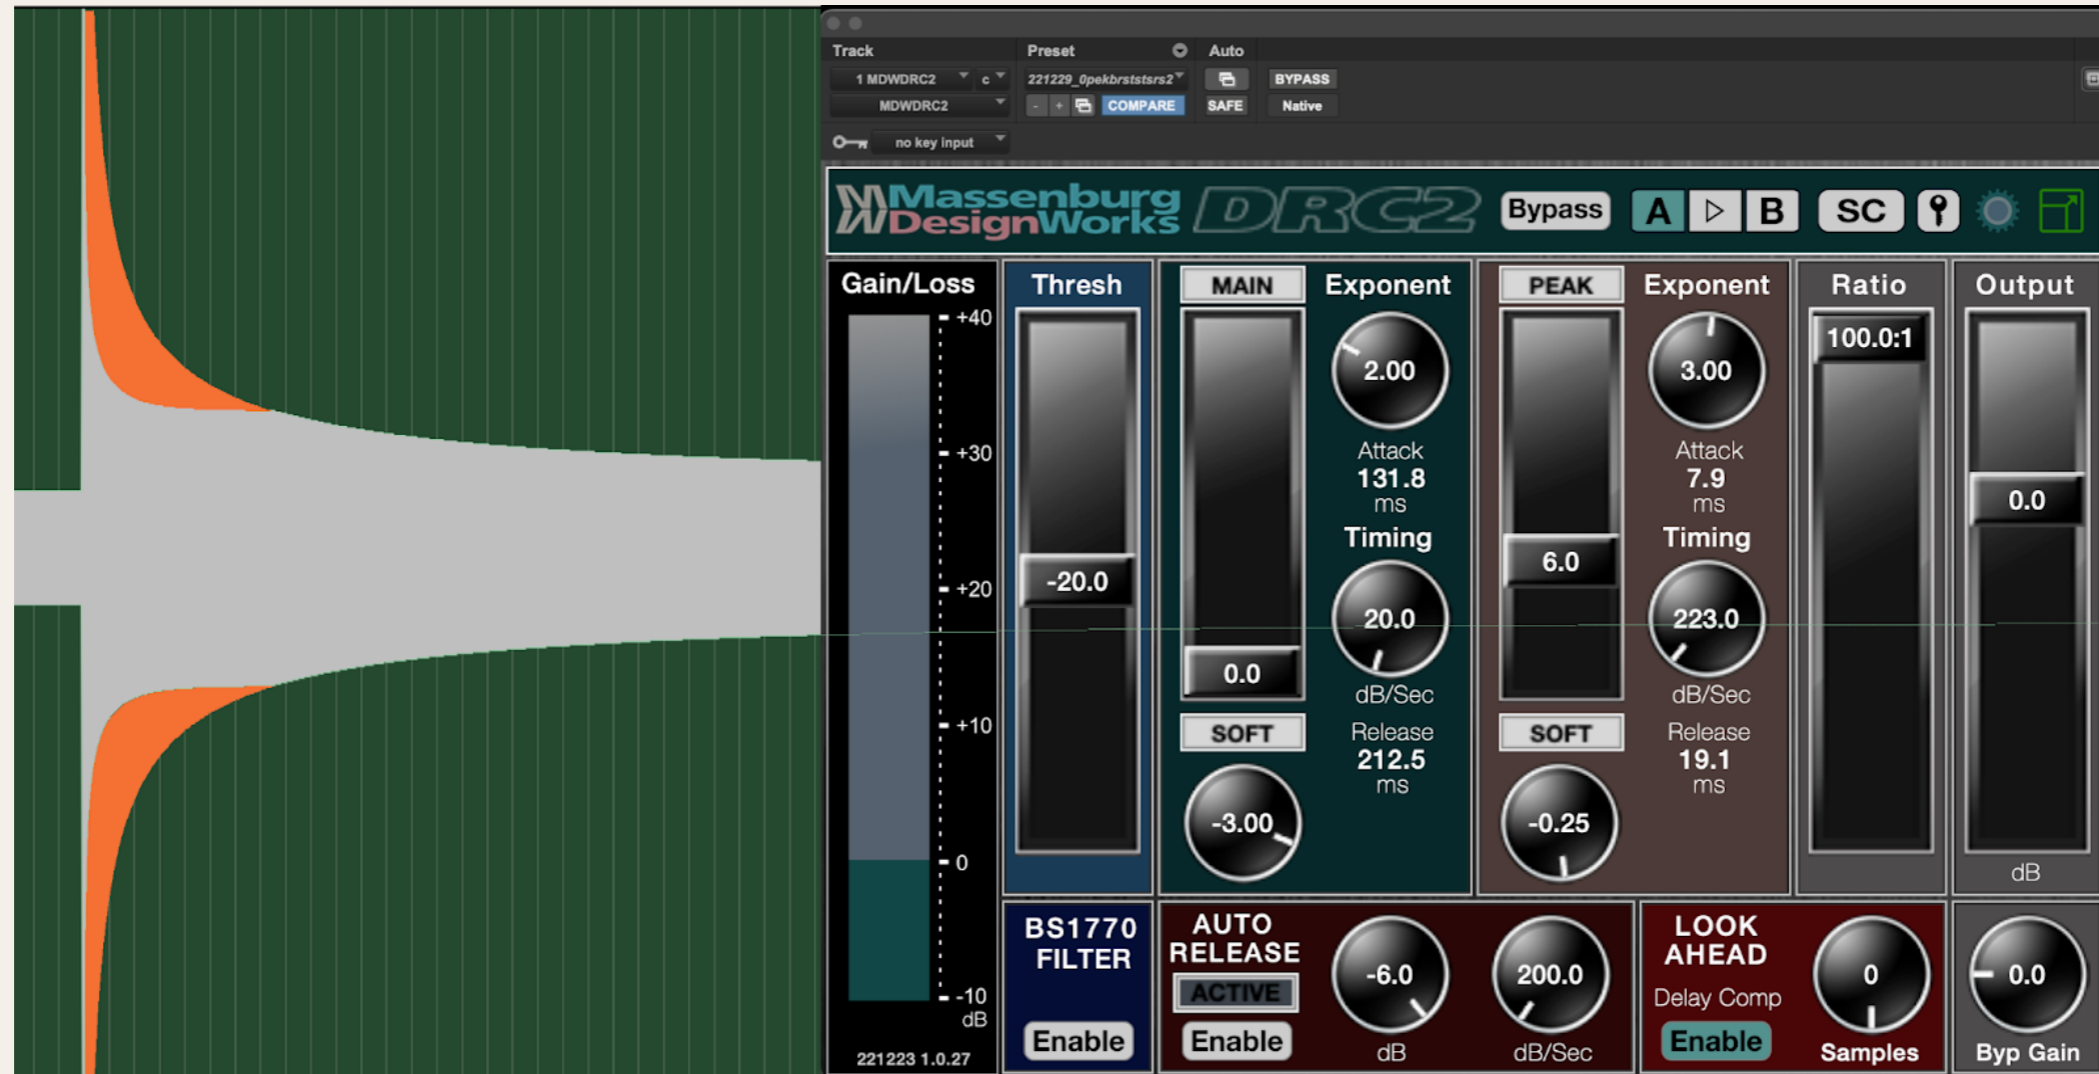 Track
Preset
Auto
1 MDWDRC2
c
221229_0pekbrststsrs2
BYPASS
MDWDRC2
- +
COMPARE
SAFE
Native
no key input
Massenburg
DesignWorks
DRC2
Bypass
A
B
SC
Gain/Loss
+40
+30
+20
+10
0
-10
dB
221223 1.0.27
Thresh
-20.0
MAIN
0.0
SOFT
-3.00
Exponent
2.00
Attack
131.8
ms
Timing
20.0
dB/Sec
Release
212.5
ms
PEAK
6.0
SOFT
-0.25
Exponent
3.00
Attack
7.9
ms
Timing
223.0
dB/Sec
Release
19.1
ms
Ratio
100.0:1
Output
0.0
dB
BS1770
FILTER
Enable
AUTO
RELEASE
ACTIVE
Enable
-6.0
dB
200.0
dB/Sec
LOOK
AHEAD
Delay Comp
Enable
0
Samples
0.0
Byp Gain